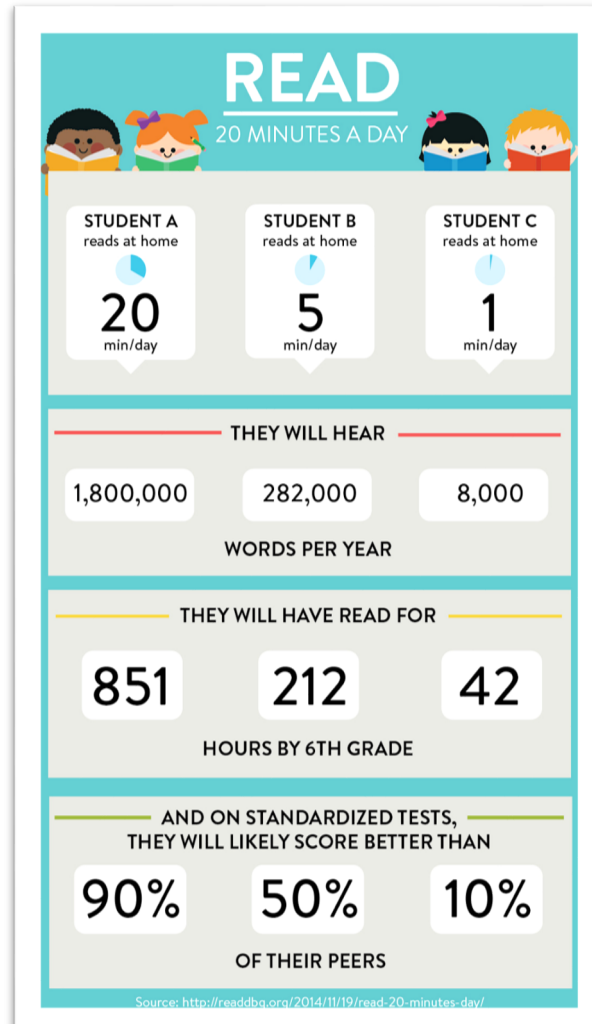 READ
20 MINUTES A DAY
STUDENT A
reads at home
20
min/day
STUDENT B
reads at home
5
min/day
STUDENT C
reads at home
1
min/day
THEY WILL HEAR
1,800,000
282,000
8,000
WORDS PER YEAR
THEY WILL HAVE READ FOR
851
212
42
HOURS BY 6TH GRADE
AND ON STANDARDIZED TESTS,
THEY WILL LIKELY SCORE BETTER THAN
90%
50%
10%
OF THEIR PEERS
Source: http://readdbq.org/2014/11/19/read-20-minutes-day/